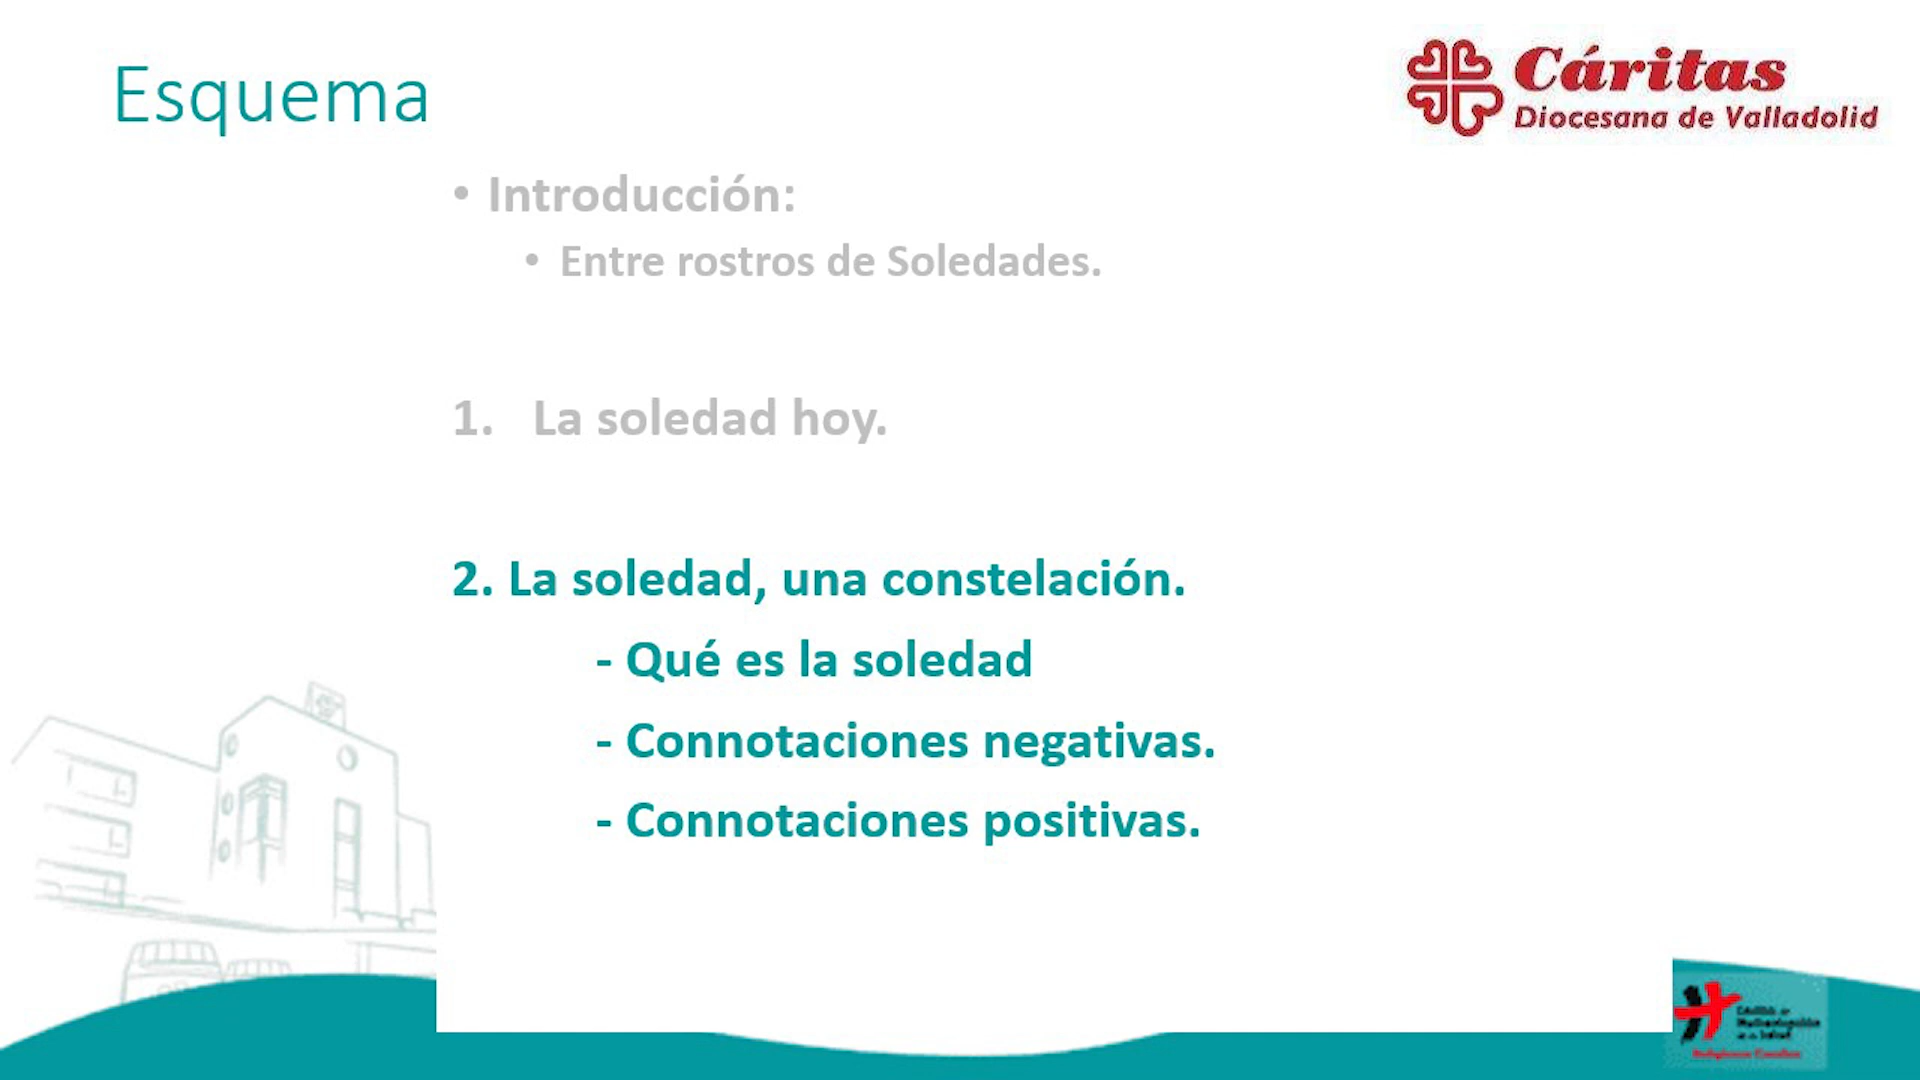 Esquema
Cáritas
Diocesana de Valladolid
• Introducción:
• Entre rostros de Soledades.
1. La soledad hoy.
2. La soledad, una constelación.
- Qué es la soledad
- Connotaciones negativas.
- Connotaciones positivas.